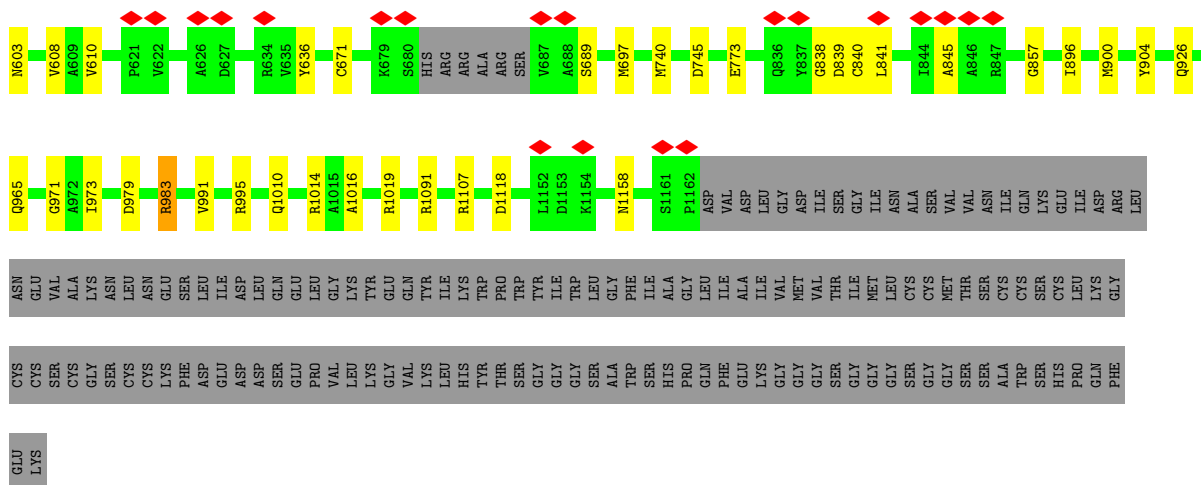 N603 V608 A609 V610 P621 V622 A626 D627 R634 V635 Y636 C671 K679 S680 HIS ARG ARG ALA ARG SER V687 A688 S689 M697 M740 D745 E773 Q836 Y837 G838 D839 C840 L841 I844 A845 A846 R847 G857 I896 M900 Y904 Q926
Q965 G971 A972 I973 D979 R983 V991 R995 Q1010 R1014 A1015 A1016 R1019 R1091 R1107 D1118 L1152 D1153 K1154 N1158 S1161 P1162 ASP VAL ASP LEU GLY ASP ILE SER GLY ILE ASN ALA SER VAL VAL ASN ILE GLN LYS GLU ILE ASP ARG LEU
ASN GLU VAL ALA LYS ASN LEU ASN GLU SER LEU ILE ASP LEU GLN GLU LEU GLY LYS TYR GLU GLN TYR ILE LYS TRP PRO TRP TYR ILE TRP LEU GLY PHE ILE ALA GLY LEU ILE ALA ILE VAL MET VAL THR ILE MET LEU CYS CYS MET THR SER CYS CYS SER CYS LEU LYS GLY
CYS CYS SER CYS GLY SER CYS CYS LYS PHE ASP GLU ASP ASP SER GLU PRO VAL LEU LYS GLY VAL LYS LEU HIS TYR THR SER GLY GLY GLY SER ALA TRP SER HIS PRO GLN PHE GLU LYS GLY GLY GLY SER GLY GLY GLY SER GLY GLY SER SER ALA TRP SER HIS PRO GLN PHE
GLU LYS